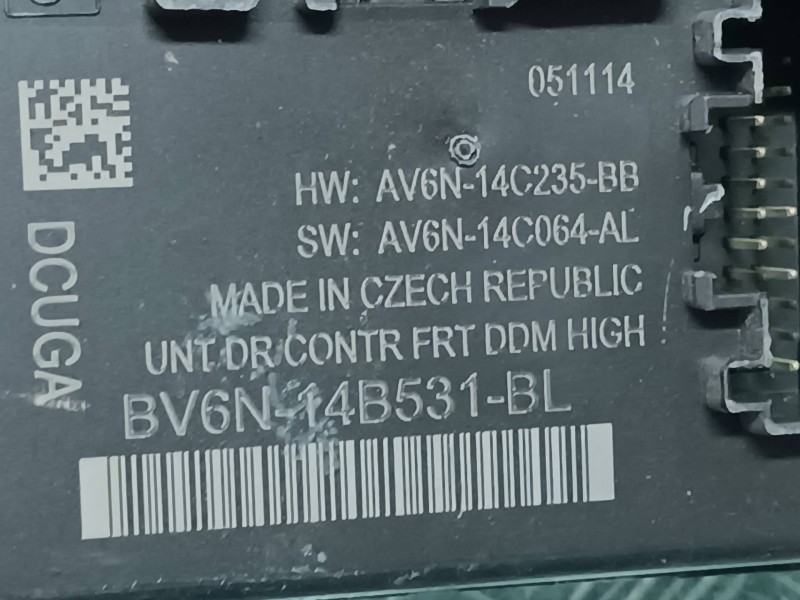 051114
HW: AV6N-14C235-BB
SW: AV6N-14C064-AL
MADE IN CZECH REPUBLIC
UNT DR CONTR FRT DDM HIGH
BV6N-14B531-BL
DCUGA